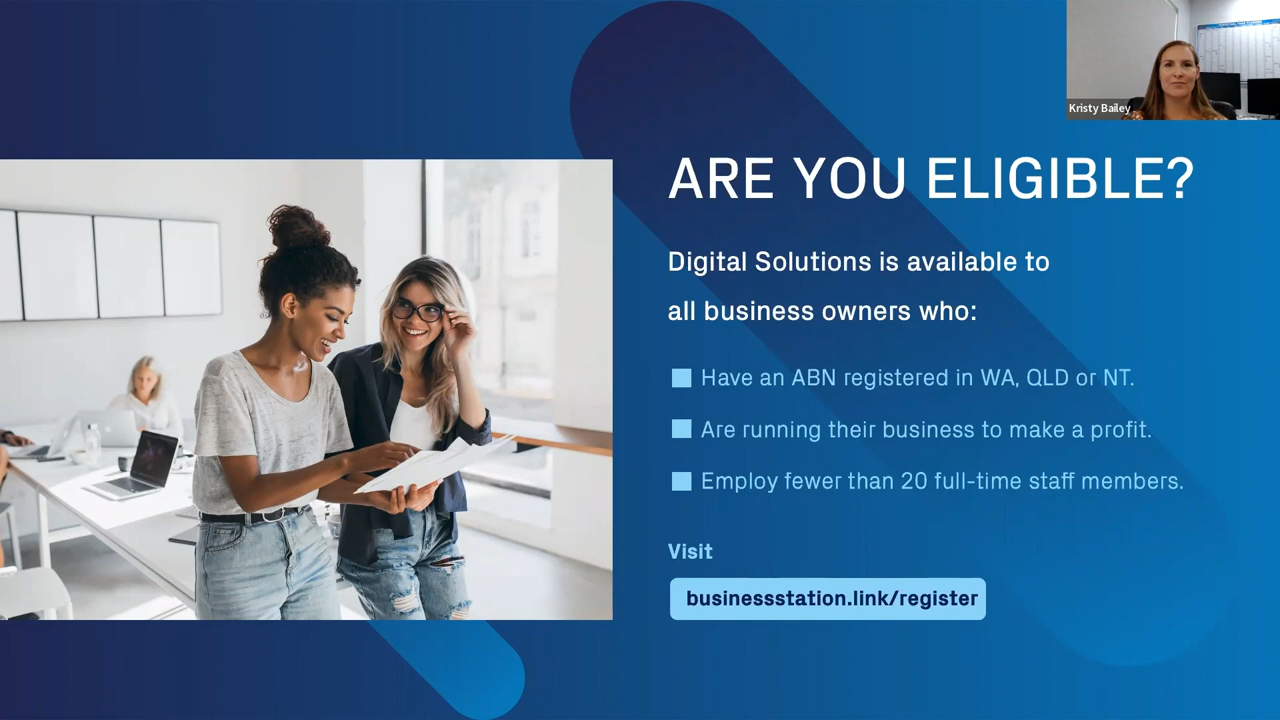 Kristy Bailey
ARE YOU ELIGIBLE?
Digital Solutions is available to
all business owners who:
Have an ABN registered in WA, QLD or NT.
Are running their business to make a profit.
Employ fewer than 20 full-time staff members.
Visit
businessstation.link/register